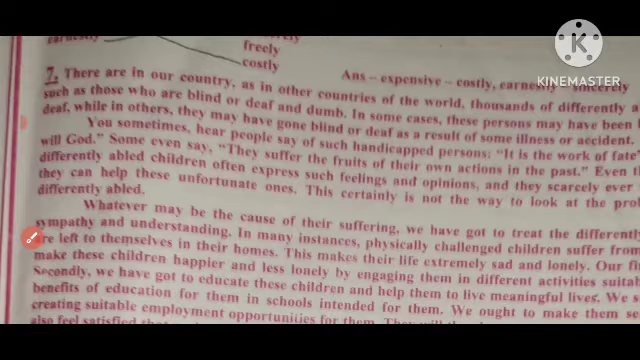 earnestly
freely
costly
Ans – expensive – costly, earnestly – sincerely
7. There are in our country, as in other countries of the world, thousands of differently a
such as those who are blind or deaf and dumb. In some cases, these persons may have been
deaf, while in others, they may have gone blind or deaf as a result of some illness or accident.
You sometimes, hear people say of such handicapped persons: “It is the work of fate
will God.” Some even say, “They suffer the fruits of their own actions in the past.” Even
differently abled children often express such feelings and opinions, and they scarcely ever
they can help these unfortunate ones. This certainly is not the way to look at the
differently abled.
Whatever may be the cause of their suffering, we have got to treat the differently
sympathy and understanding. In many instances, physically challenged children suffer from
are left to themselves in their homes. This makes their life extremely sad and lonely. Our
make these children happier and less lonely by engaging them in different activities
Secondly, we have got to educate these children and help them to live meaningful lives. We
benefits of education for them in schools intended for them. We ought to make them
creating suitable employment opportunities for them. They will
also feel satisfied that
K
KINEMASTER